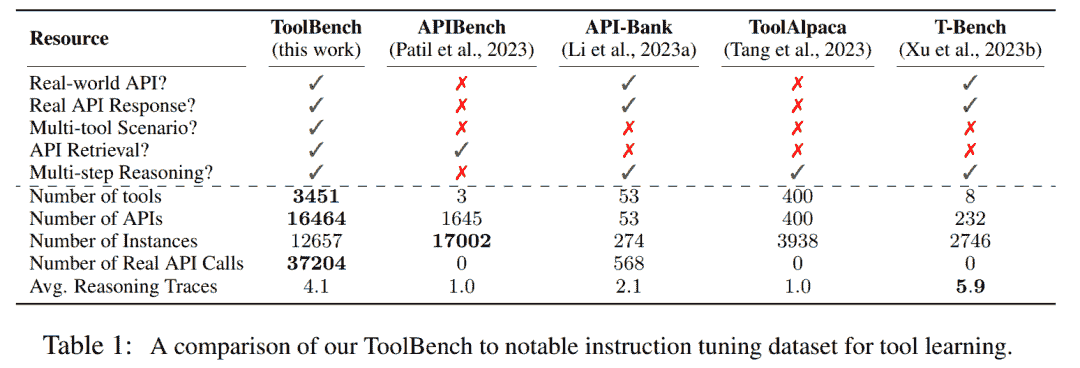 Resource ToolBench APIBench API-Bank ToolAlpaca T-Bench
(this work) (Patil et al., 2023) (Li et al., 2023a) (Tang et al., 2023) (Xu et al., 2023b)
Real-world API? ✓ ✗ ✓ ✗ ✓
Real API Response? ✓ ✗ ✓ ✗ ✓
Multi-tool Scenario? ✓ ✗ ✗ ✗ ✗
API Retrieval? ✓ ✓ ✗ ✗ ✗
Multi-step Reasoning? ✓ ✗ ✓ ✓ ✓
Number of tools 3451 3 53 400 8
Number of APIs 16464 1645 53 400 232
Number of Instances 12657 17002 274 3938 2746
Number of Real API Calls 37204 0 568 0 0
Avg. Reasoning Traces 4.1 1.0 2.1 1.0 5.9
Table 1: A comparison of our ToolBench to notable instruction tuning dataset for tool learning.